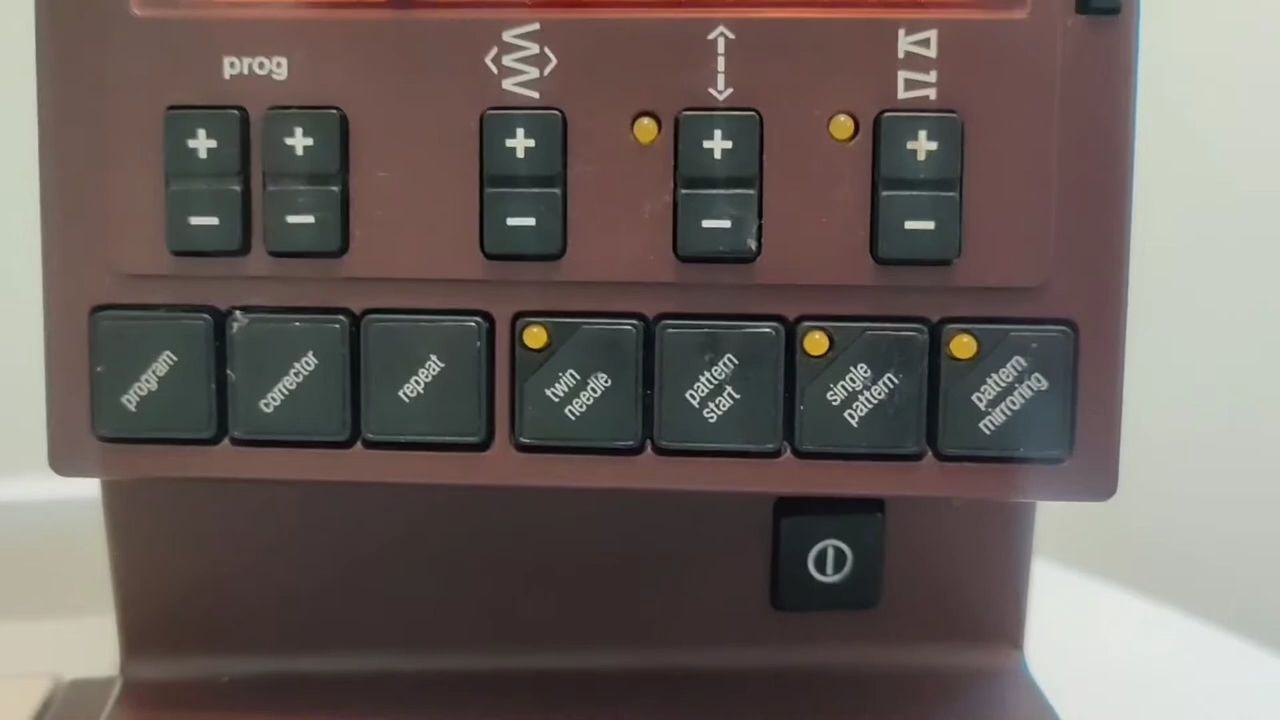 prog
+ + + + +
- - - - -
program
corrector
repeat
twin
needle
pattern
start
single
pattern
pattern
mirroring